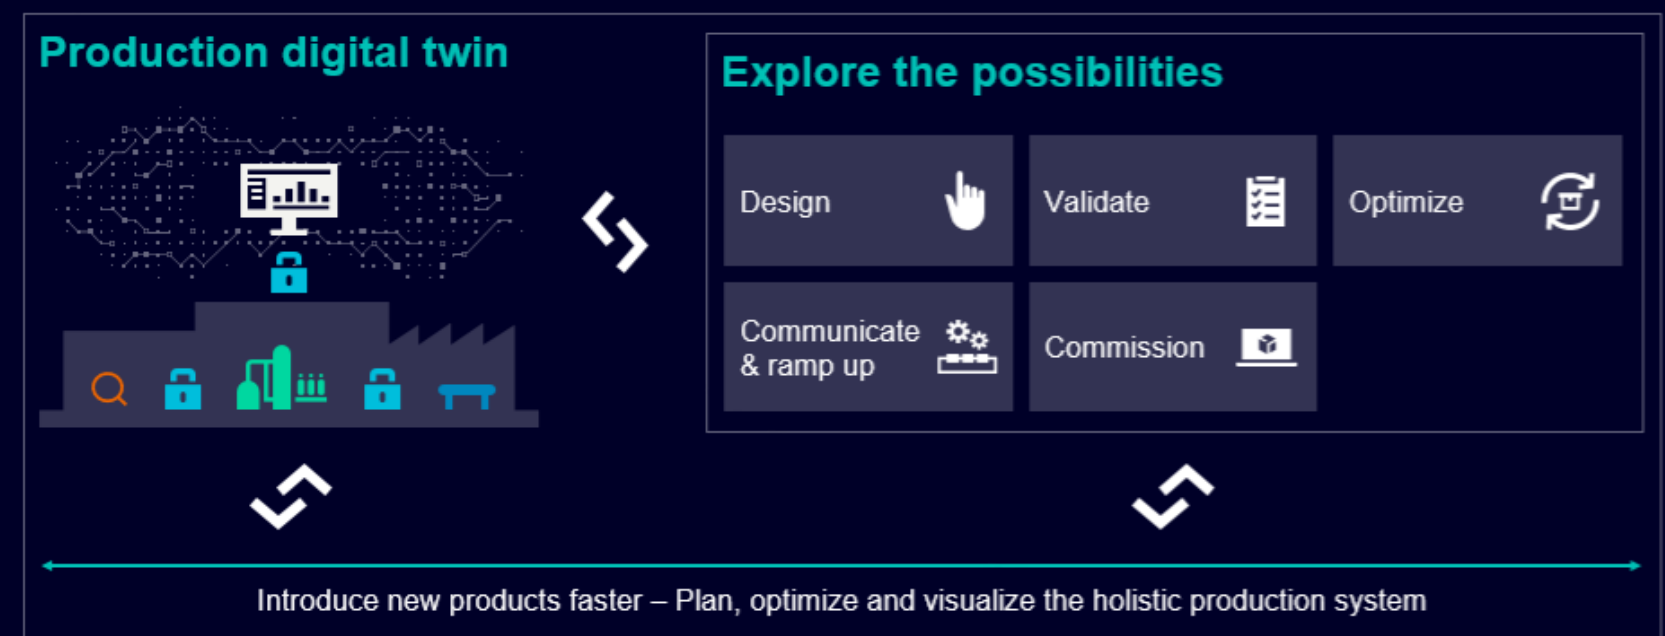 Production digital twin
Explore the possibilities
Design
Validate
Optimize
Communicate
& ramp up
Commission
Introduce new products faster – Plan, optimize and visualize the holistic production system